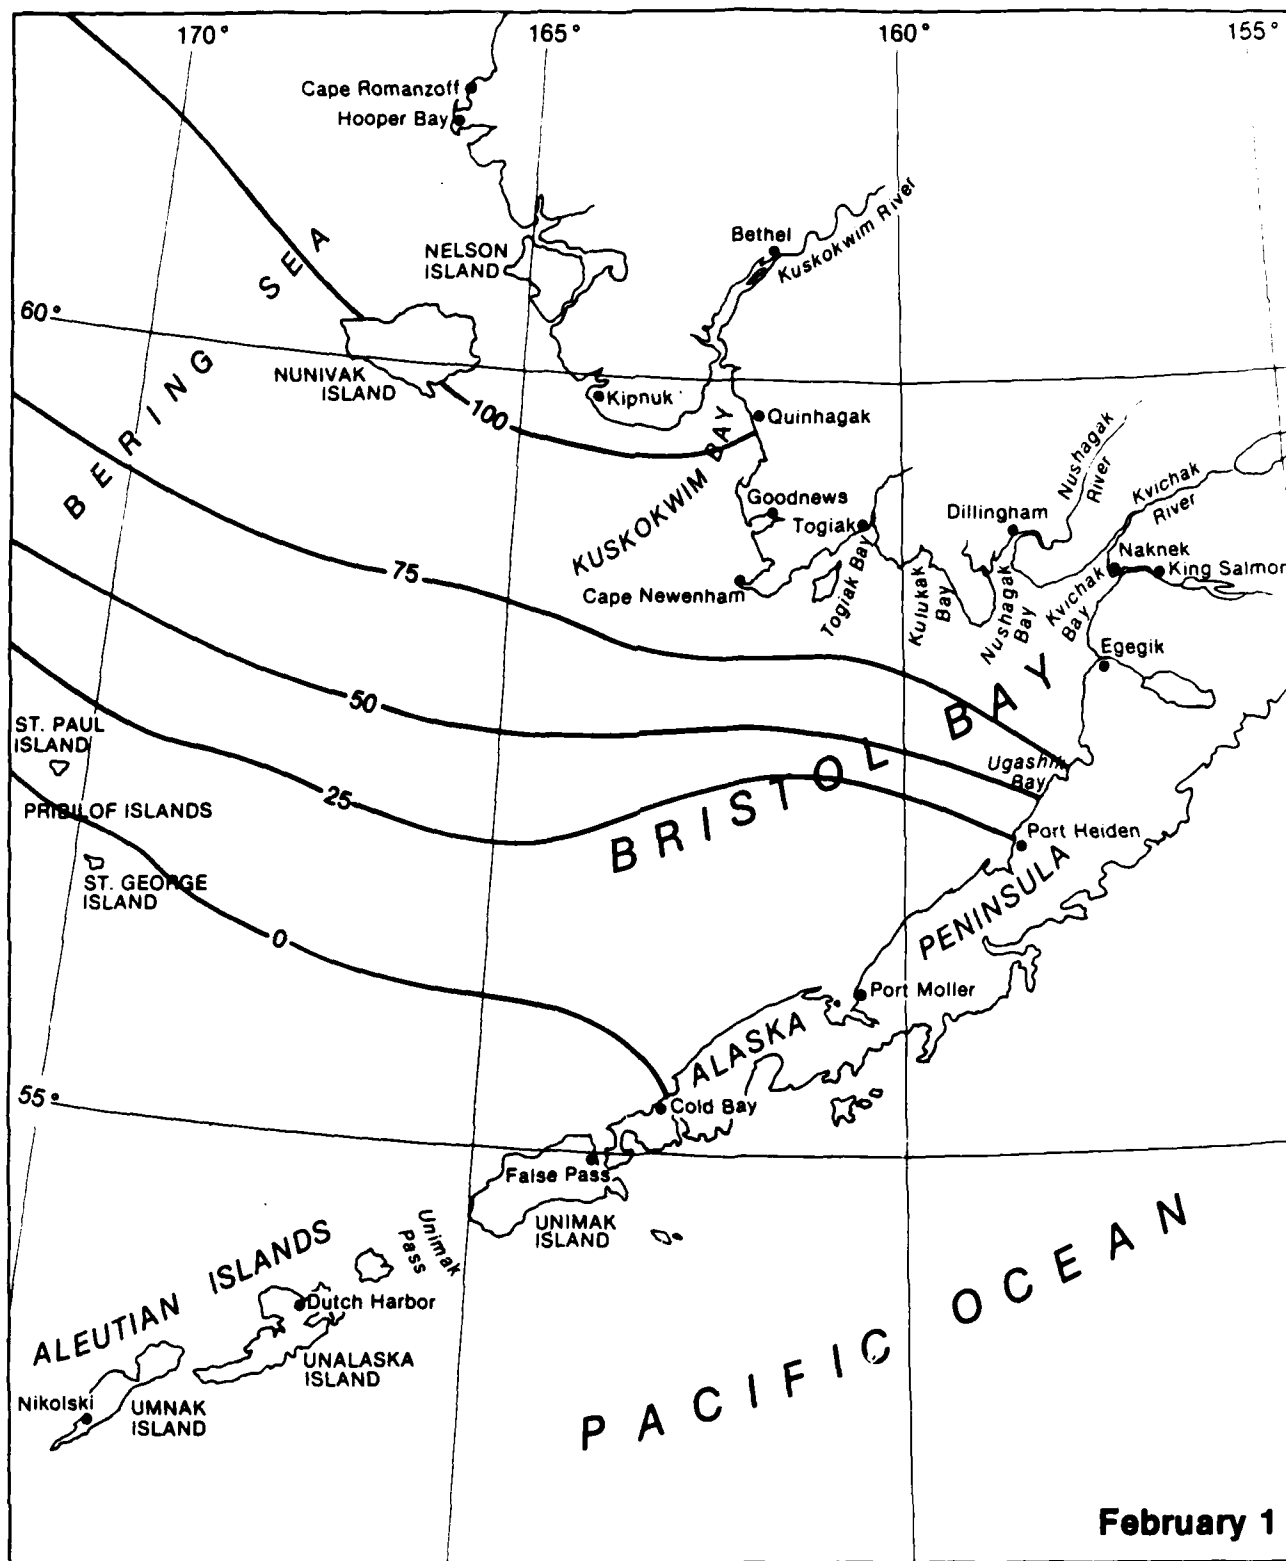 170°
165°
160°
155°
Cape Romanzoff
Hooper Bay
NELSON
ISLAND
Bethel
Kuskokwim River
BERING SEA
60°
NUNIVAK
ISLAND
Kipnuk
100
Quinhagak
KUSKOKWIM BAY
Goodnews
Togiak
Cape Newenham
Togiak Bay
Kulukak
Bay
Dillingham
Nushagak
River
Kvichak
River
Naknek
King Salmon
Nushagak
Bay
Kvichak
Bay
Egegik
75
50
25
0
BRISTOL BAY
Ugashik
Bay
ST. PAUL
ISLAND
PRIBILOF ISLANDS
ST. GEORGE
ISLAND
Port Heiden
ALASKA PENINSULA
Port Moller
55°
Cold Bay
False Pass
UNIMAK
ISLAND
Unimak
Pass
ALEUTIAN ISLANDS
Dutch Harbor
UNALASKA
ISLAND
Nikolski
UMNAK
ISLAND
PACIFIC OCEAN
February 1